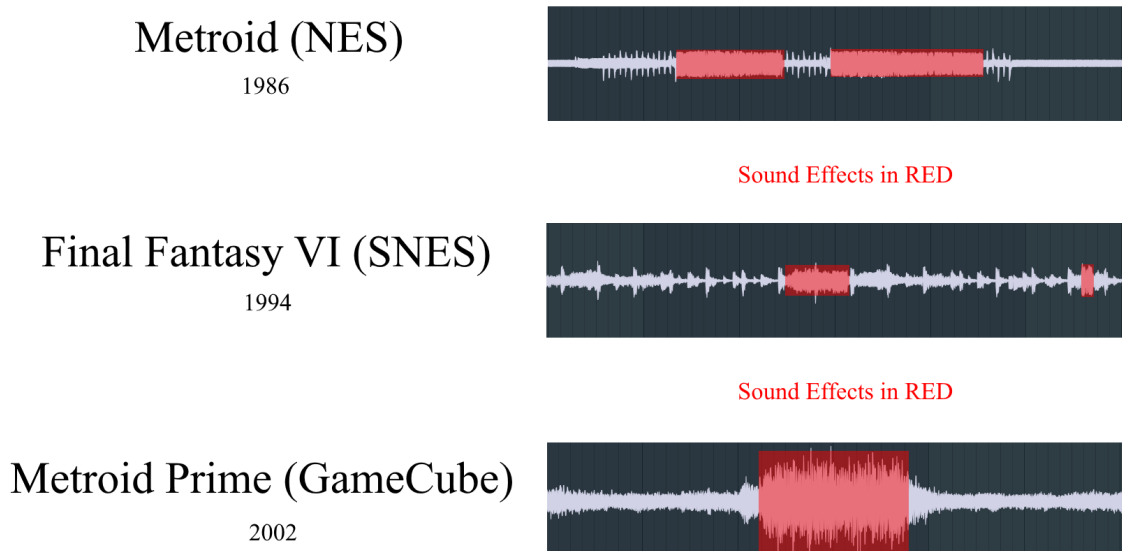 Metroid (NES)
1986
Sound Effects in RED
Final Fantasy VI (SNES)
1994
Sound Effects in RED
Metroid Prime (GameCube)
2002